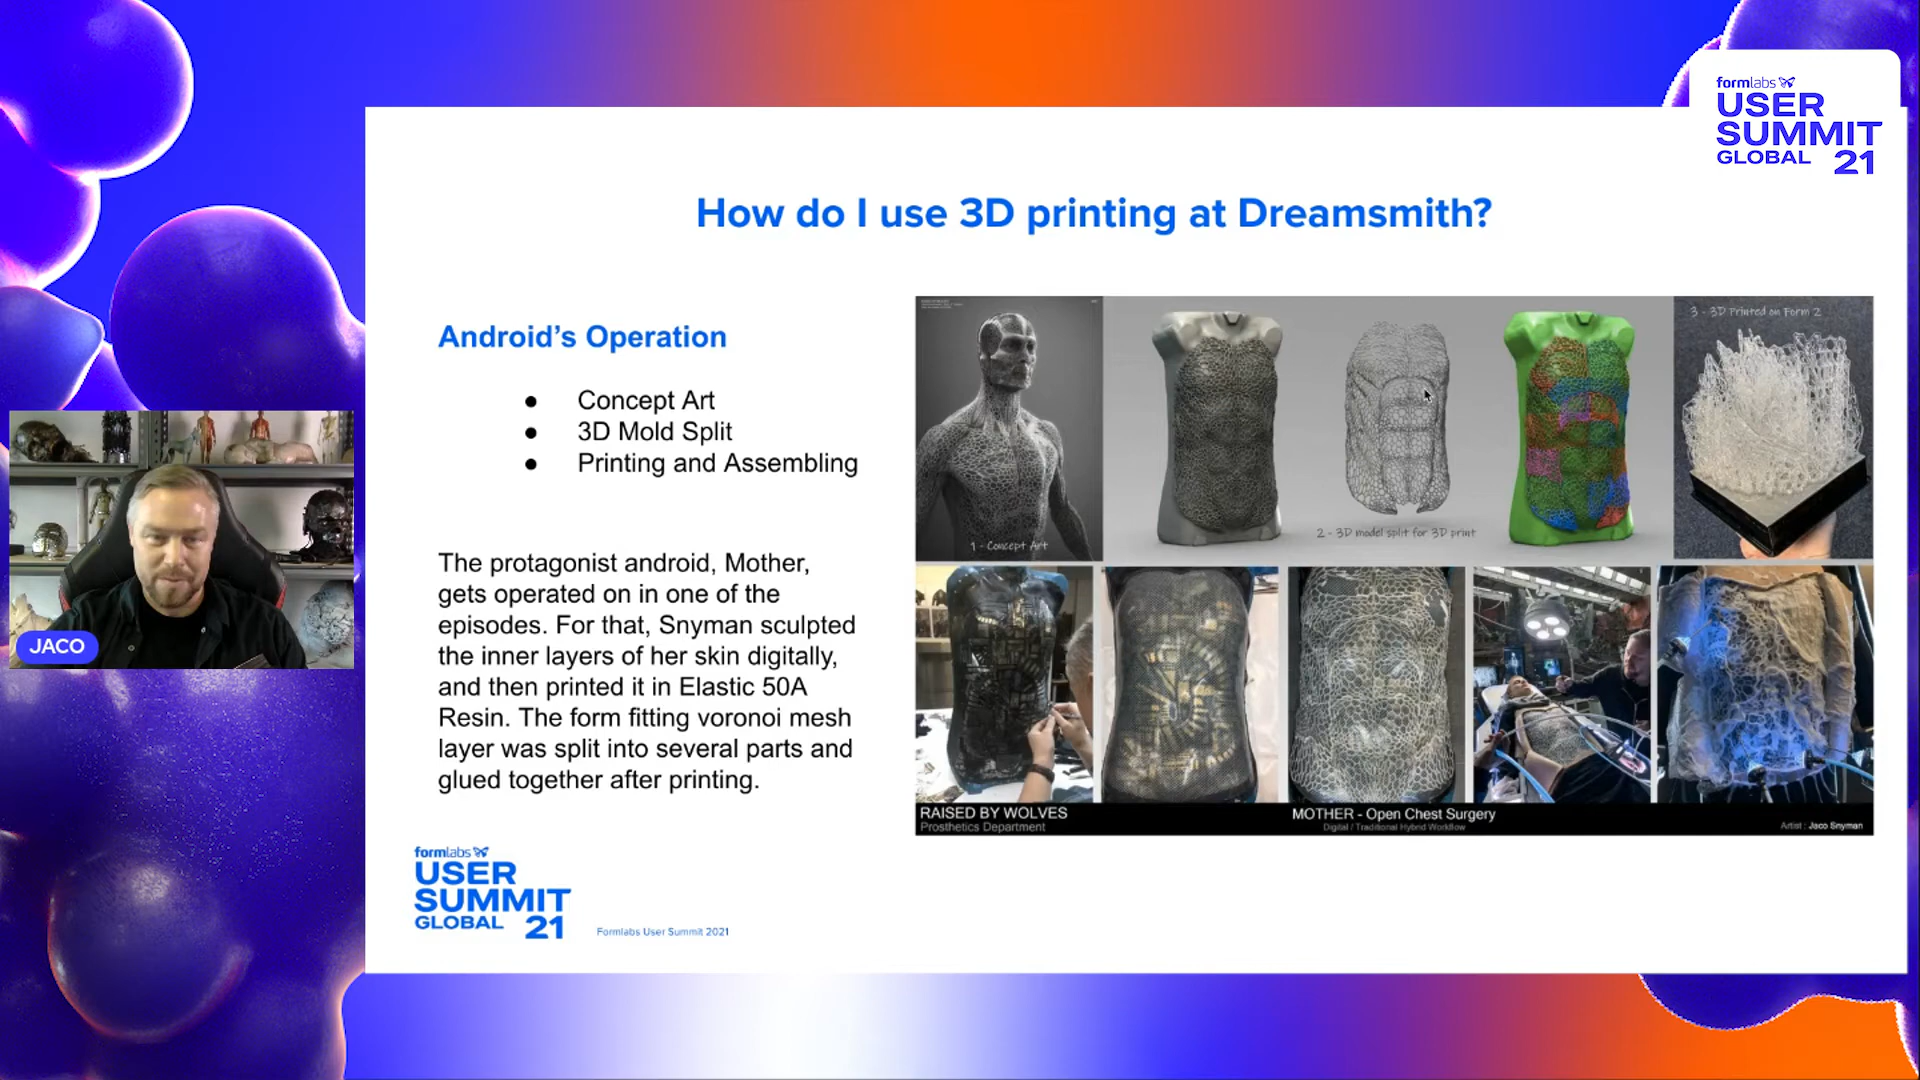 formlabs
USER
SUMMIT
GLOBAL 21
How do I use 3D printing at Dreamsmith?
Android's Operation
● Concept Art
● 3D Mold Split
● Printing and Assembling
The protagonist android, Mother,
gets operated on in one of the
episodes. For that, Snyman sculpted
the inner layers of her skin digitally,
and then printed it in Elastic 50A
Resin. The form fitting voronoi mesh
layer was split into several parts and
glued together after printing.
1 - Concept Art
2 - 3D model split for 3D print
3 - 3D Printed on Form 2
RAISED BY WOLVES
Prosthetics Department
MOTHER - Open Chest Surgery
Digital / Traditional Hybrid Workflow
Artist : Jaco Snyman
JACO
formlabs
USER
SUMMIT
GLOBAL 21
Formlabs User Summit 2021